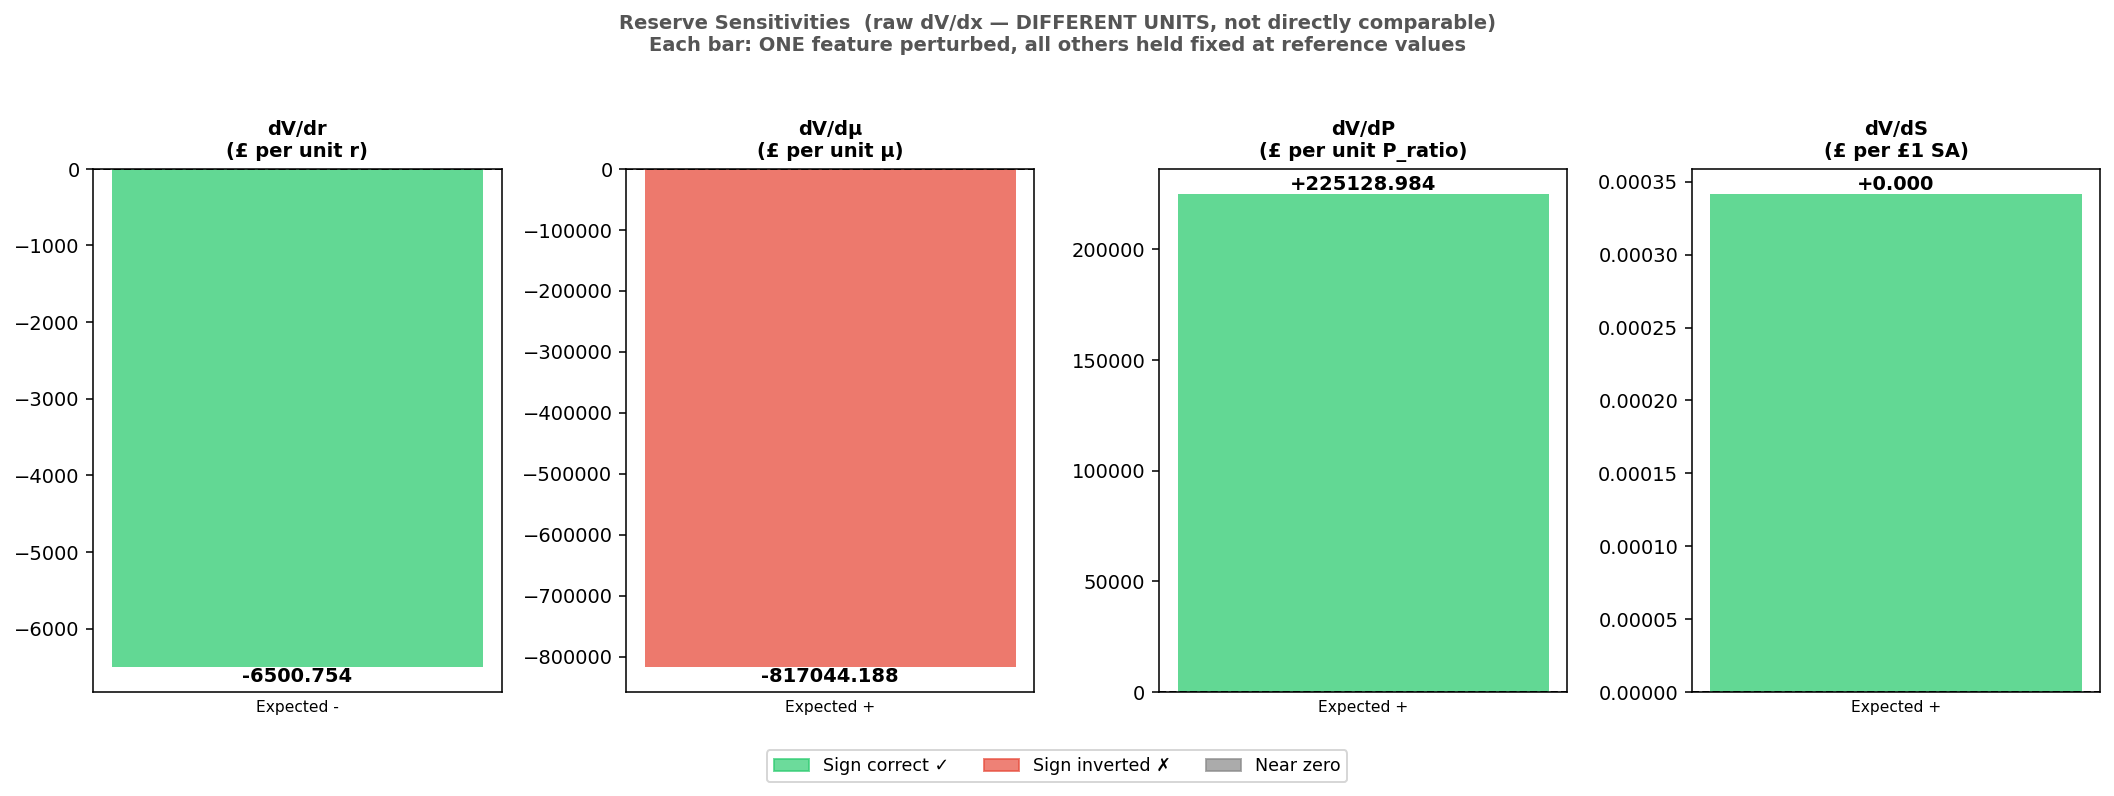 Reserve Sensitivities  (raw dV/dx — DIFFERENT UNITS, not directly comparable)
Each bar: ONE feature perturbed, all others held fixed at reference values
dV/dr
(£ per unit r)
0
−1000
−2000
−3000
−4000
−5000
−6000
-6500.754
Expected -
dV/dμ
(£ per unit μ)
0
−100000
−200000
−300000
−400000
−500000
−600000
−700000
−800000
-817044.188
Expected +
dV/dP
(£ per unit P_ratio)
+225128.984
200000
150000
100000
50000
0
Expected +
dV/dS
(£ per £1 SA)
+0.000
0.00035
0.00030
0.00025
0.00020
0.00015
0.00010
0.00005
0.00000
Expected +
Sign correct ✓
Sign inverted ✗
Near zero